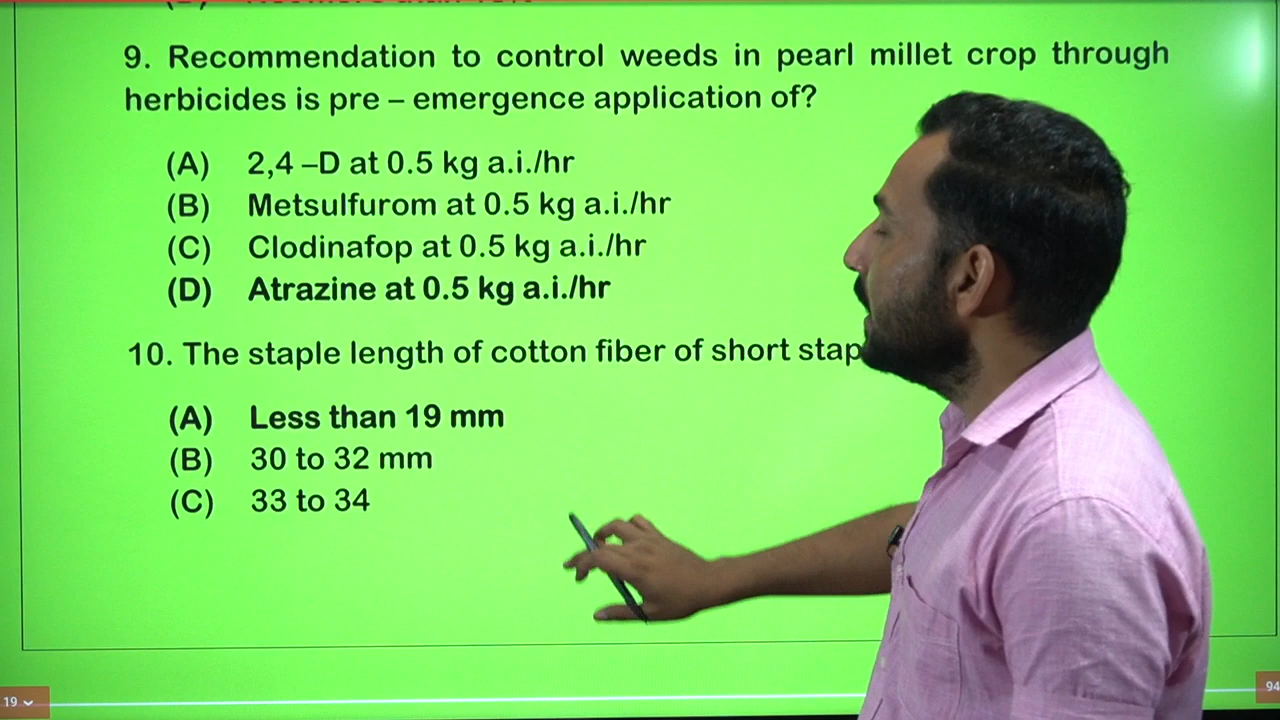 9. Recommendation to control weeds in pearl millet crop through
herbicides is pre – emergence application of?
(A) 2,4 –D at 0.5 kg a.i./hr
(B) Metsulfurom at 0.5 kg a.i./hr
(C) Clodinafop at 0.5 kg a.i./hr
(D) Atrazine at 0.5 kg a.i./hr
10. The staple length of cotton fiber of short
(A) Less than 19 mm
(B) 30 to 32 mm
(C) 33 to 34
19
94